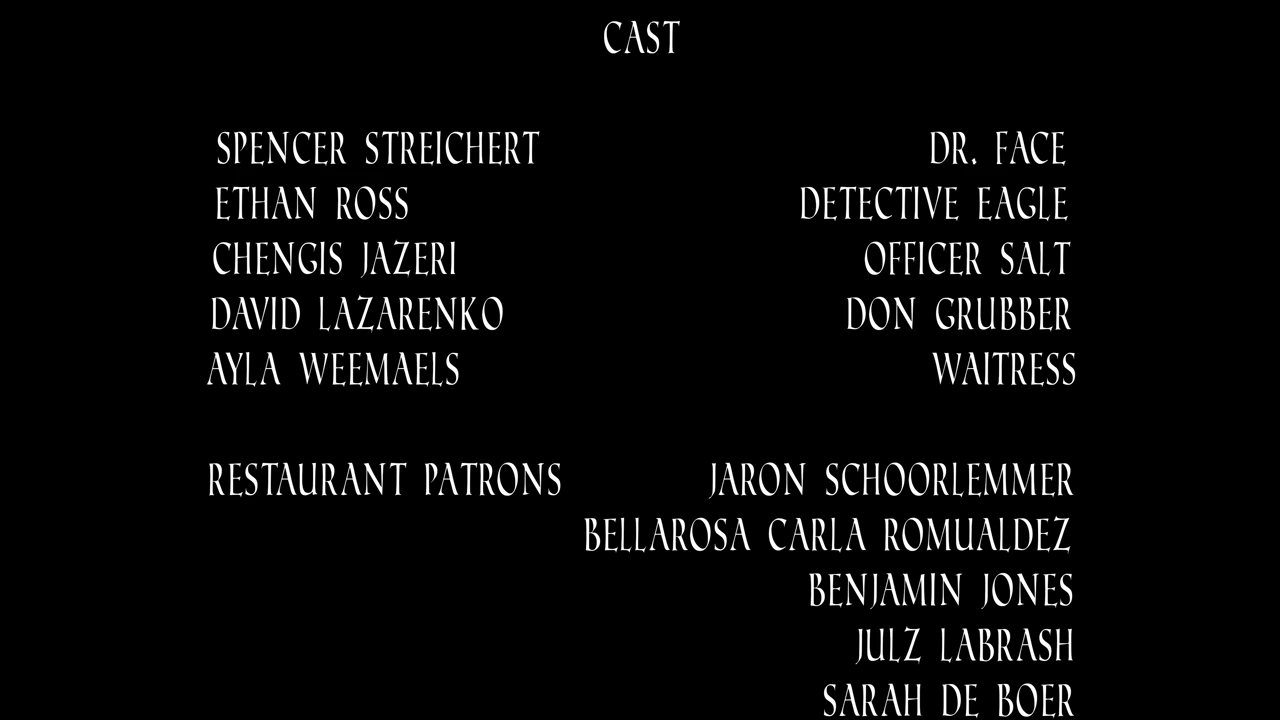 CAST
SPENCER STREICHERT DR. FACE
ETHAN ROSS DETECTIVE EAGLE
CHENGIS JAZERI OFFICER SALT
DAVID LAZARENKO DON GRUBBER
AYLA WEEMAELS WAITRESS
RESTAURANT PATRONS JARON SCHOORLEMMER
BELLAROSA CARLA ROMUALDEZ
BENJAMIN JONES
JULZ LABRASH
SARAH DE BOER